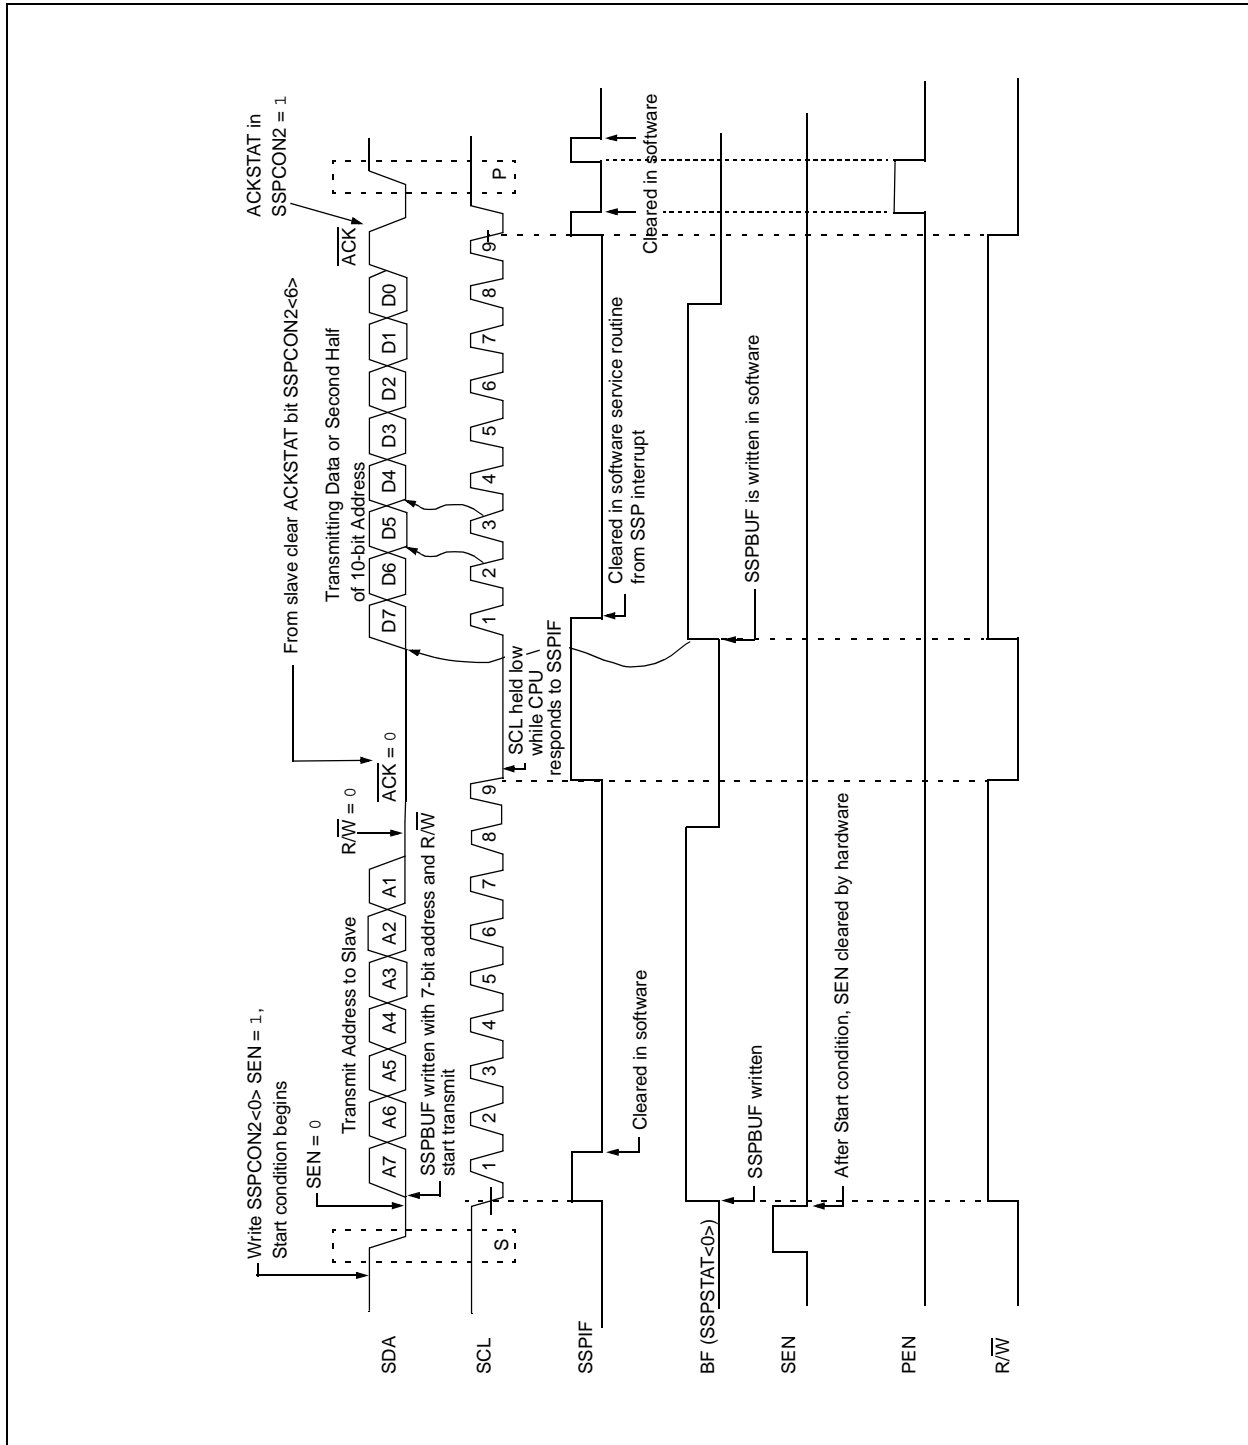 Write SSPCON2<0> SEN = 1,
Start condition begins
SEN = 0
Transmit Address to Slave
R/W̅ = 0
From slave clear ACKSTAT bit SSPCON2<6>
A̅C̅K̅ = 0
Transmitting Data or Second Half
of 10-bit Address
ACKSTAT in
SSPCON2 = 1
A̅C̅K̅
SDA
A7 A6 A5 A4 A3 A2 A1
D7 D6 D5 D4 D3 D2 D1 D0
SSPBUF written with 7-bit address and R/W̅
start transmit
SCL
S
1 2 3 4 5 6 7 8 9
1 2 3 4 5 6 7 8 9
P
SCL held low
while CPU
responds to SSPIF
SSPIF
Cleared in software
Cleared in software service routine
from SSP interrupt
Cleared in software
BF (SSPSTAT<0>)
SSPBUF written
SSPBUF is written in software
SEN
After Start condition, SEN cleared by hardware
PEN
R/W̅